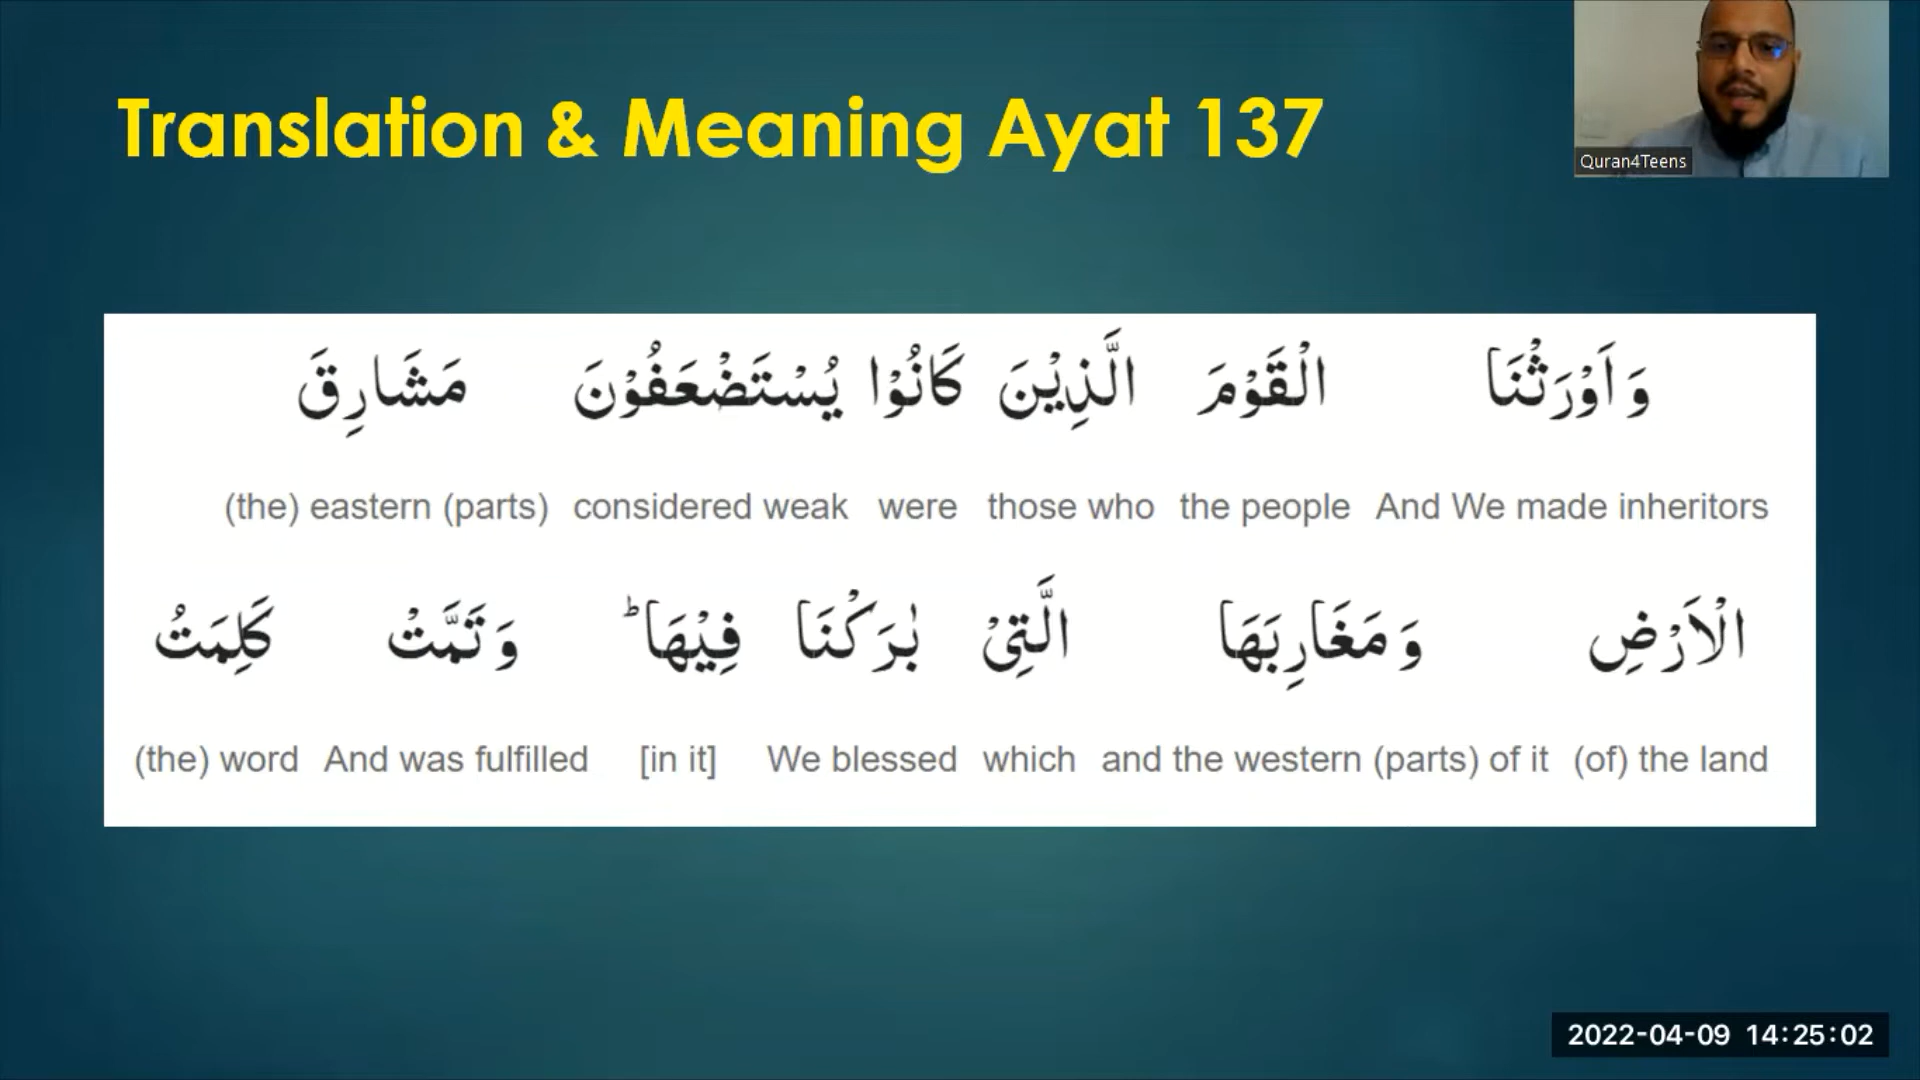 Translation & Meaning Ayat 137
Quran4Teens
وَاَوْرَثْنَا الْقَوْمَ الَّذِيْنَ كَانُوْا يُسْتَضْعَفُوْنَ مَشَارِقَ
(the) eastern (parts) considered weak were those who the people And We made inheritors
الْاَرْضِ وَمَغَارِبَهَا الَّتِىْ بٰرَكْنَا فِيْهَا ؕ وَتَمَّتْ كَلِمَتُ
(the) word And was fulfilled [in it] We blessed which and the western (parts) of it (of) the land
2022-04-09 14:25:02